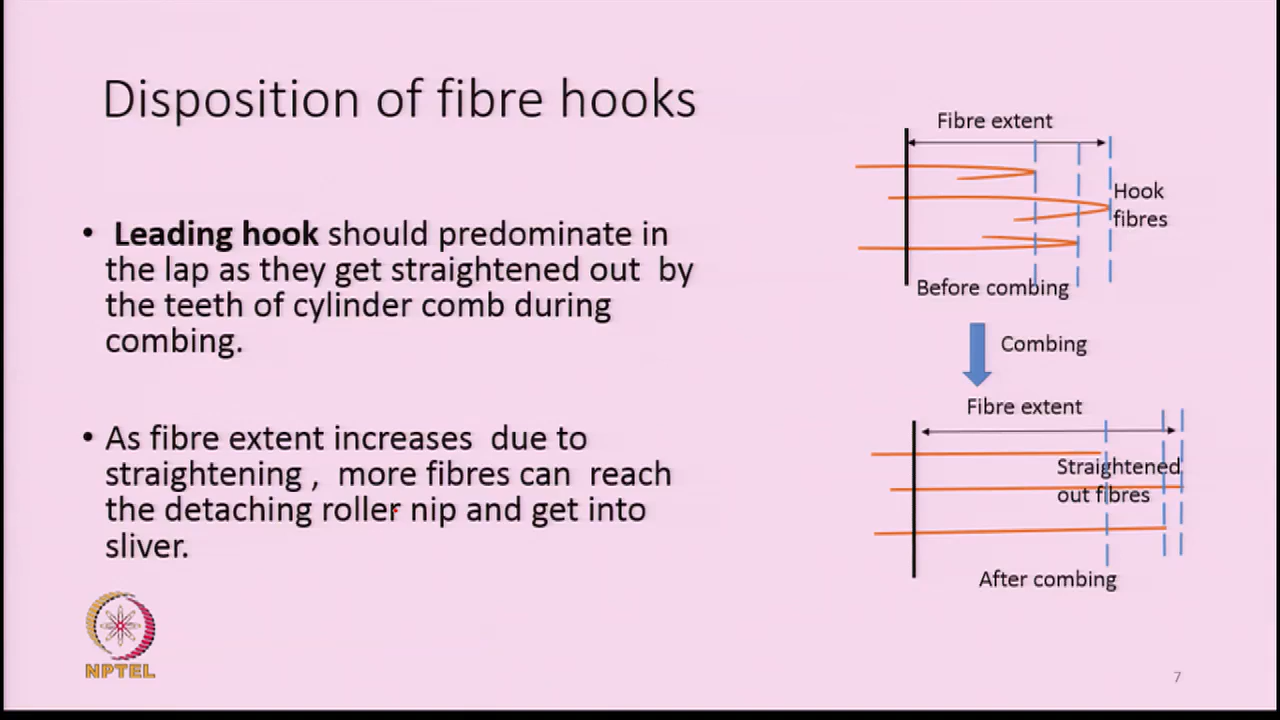 Disposition of fibre hooks
• Leading hook should predominate in
the lap as they get straightened out by
the teeth of cylinder comb during
combing.
• As fibre extent increases due to
straightening , more fibres can reach
the detaching roller nip and get into
sliver.
Fibre extent
Hook
fibres
Before combing
Combing
Fibre extent
Straightened
out fibres
After combing
NPTEL
7